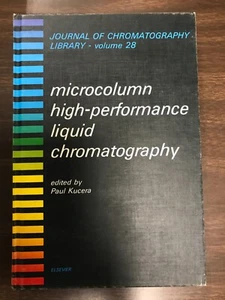 JOURNAL OF CHROMATOGRAPHY
LIBRARY - volume 28
microcolumn
high-performance
liquid
chromatography
edited by
Paul Kucera
ELSEVIER